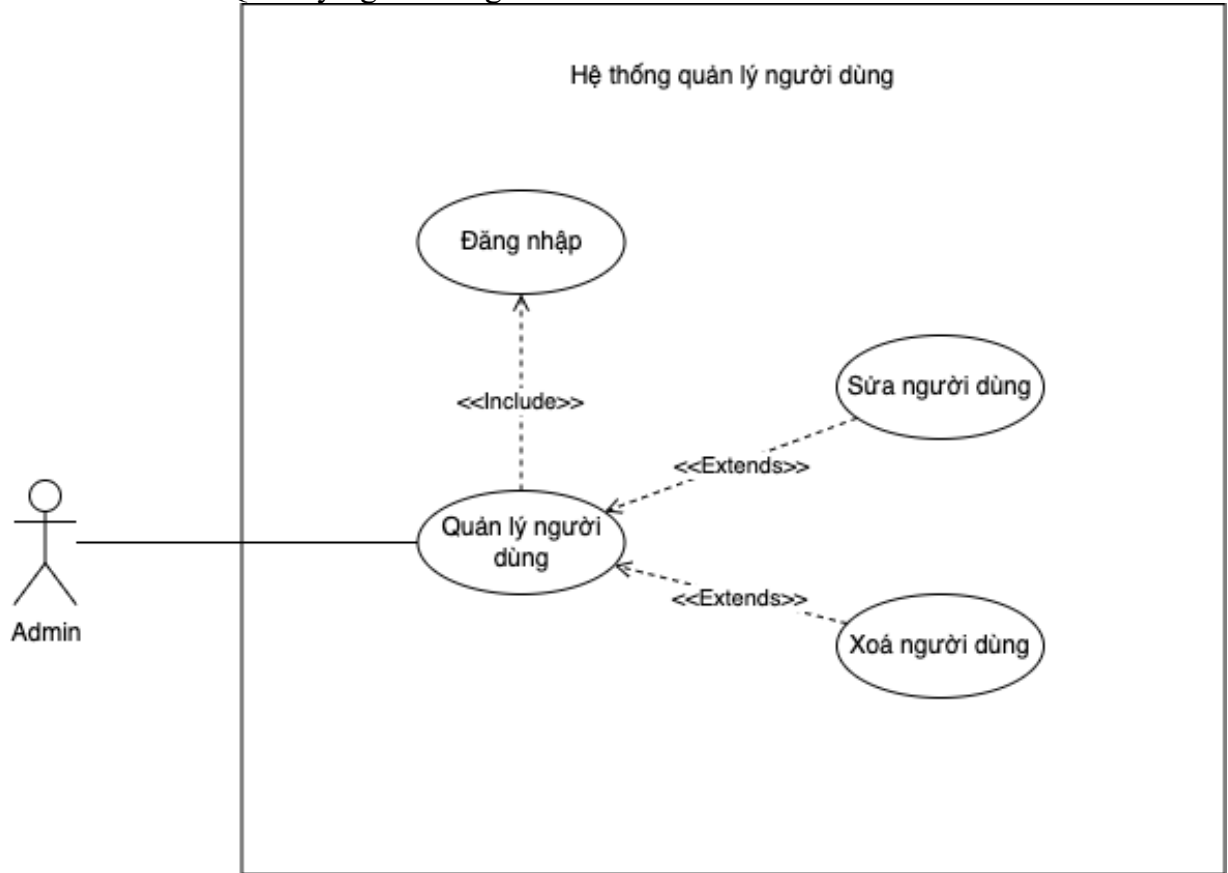 Hệ thống quản lý người dùng
Đăng nhập
<<Include>>
Sửa người dùng
<<Extends>>
Quản lý người
dùng
<<Extends>>
Xoá người dùng
Admin